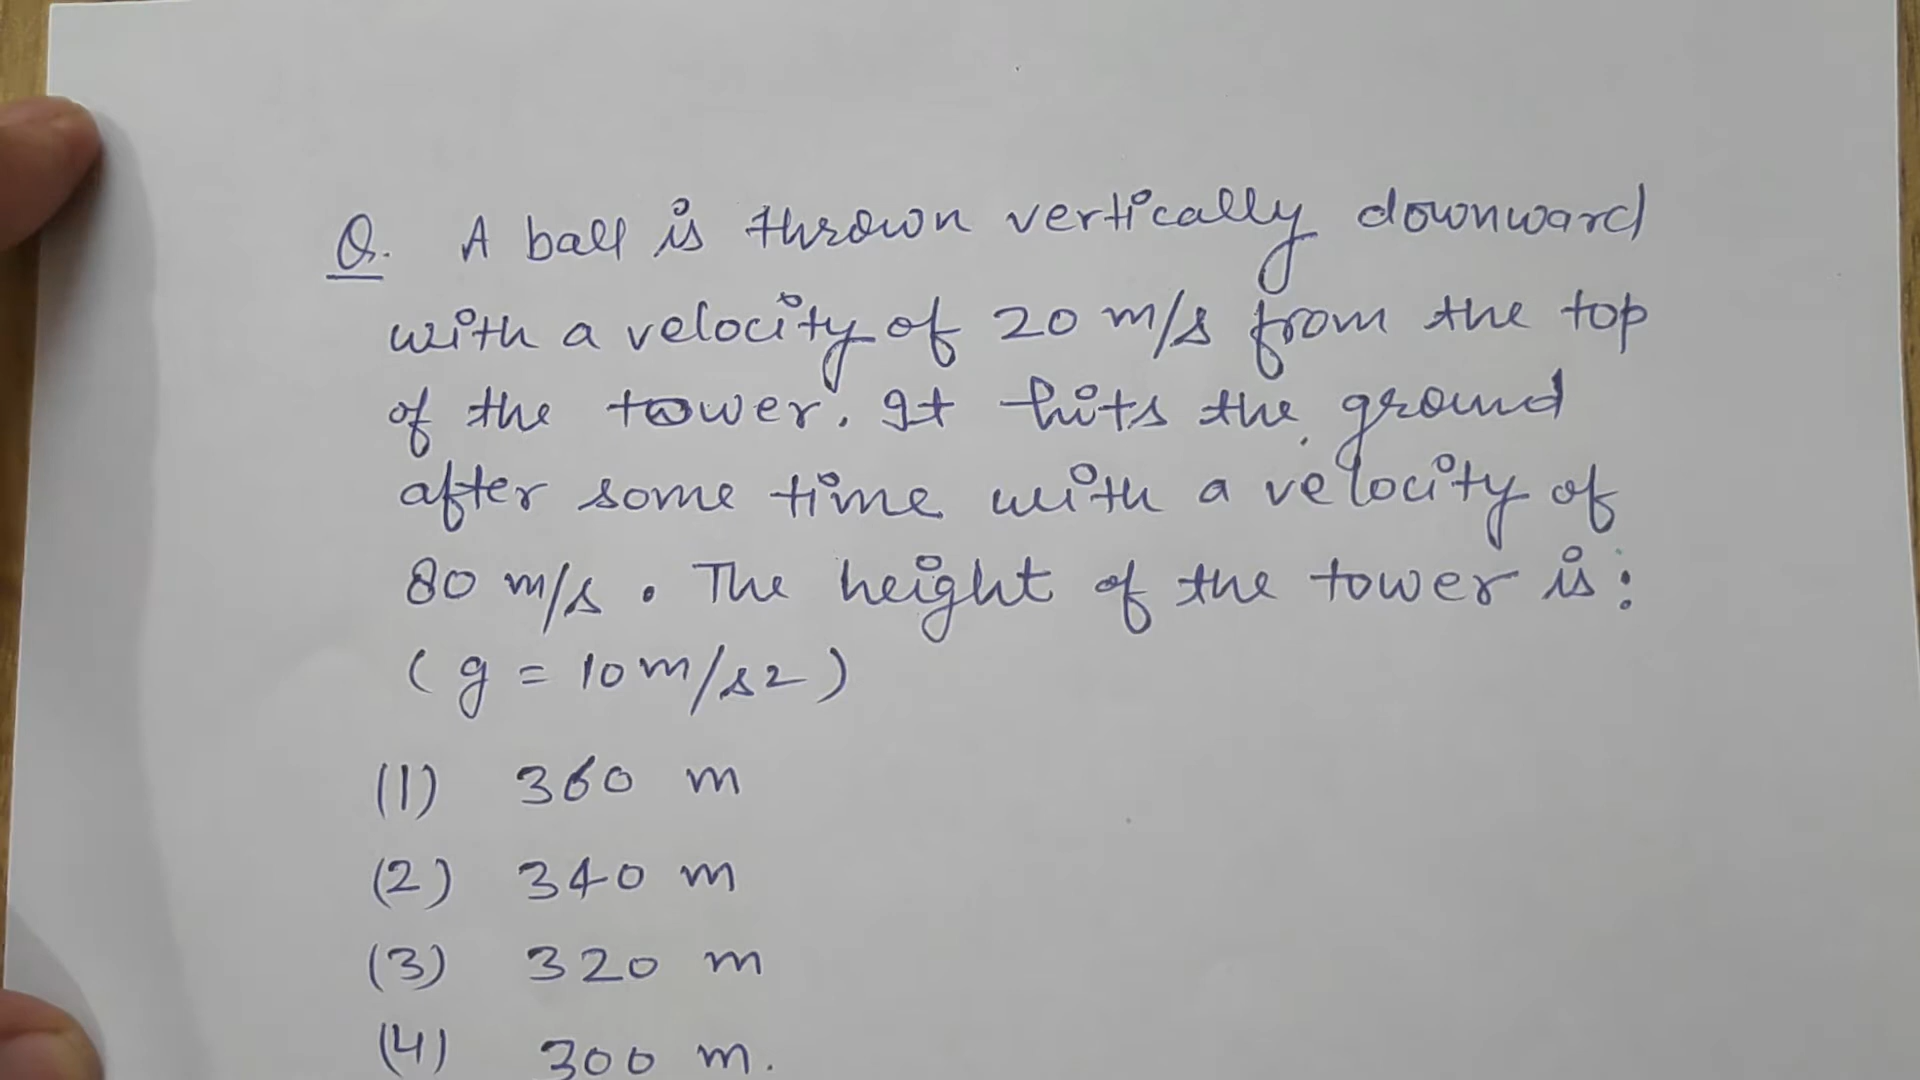 Q. A ball is thrown vertically downward
with a velocity of 20 m/s from the top
of the tower. It hits the ground
after some time with a velocity of
80 m/s. The height of the tower is:
(g = 10 m/s2)
(1) 360 m
(2) 340 m
(3) 320 m
(4) 300 m.